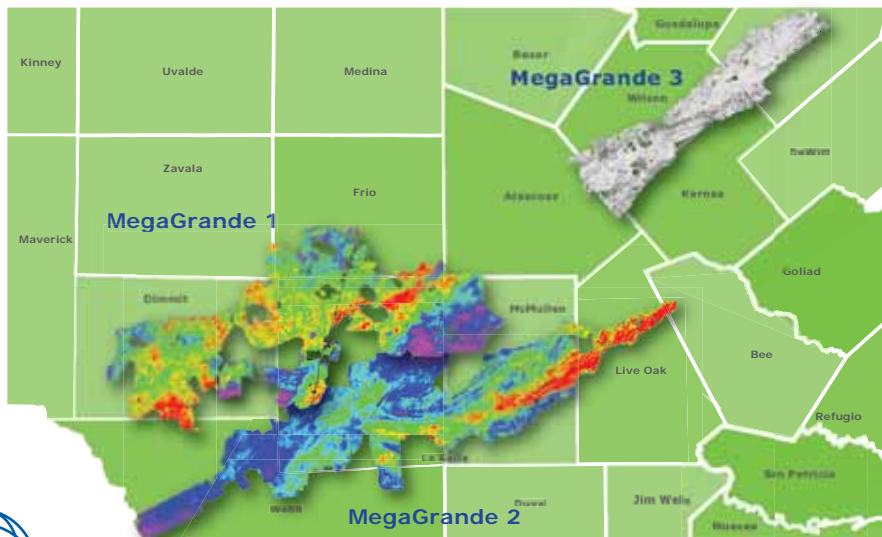 Guadalupe
Kinney
Uvalde
Medina
Bexar
MegaGrande 3
Wilson
Zavala
Frio
Atascosa
Karnes
DeWitt
Maverick
MegaGrande 1
Goliad
Dimmit
McMullen
Bee
Live Oak
Refugio
La Salle
San Patricio
Webb
MegaGrande 2
Duval
Jim Wells
Nueces